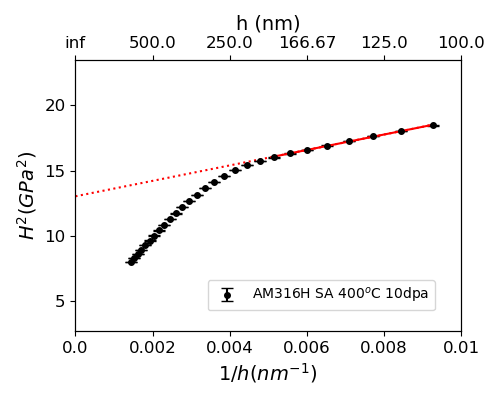 h (nm)
inf 500.0 250.0 166.67 125.0 100.0
20
15
10
5
H²(GPa²)
AM316H SA 400°C 10dpa
0.0 0.002 0.004 0.006 0.008 0.01
1/h(nm⁻¹)